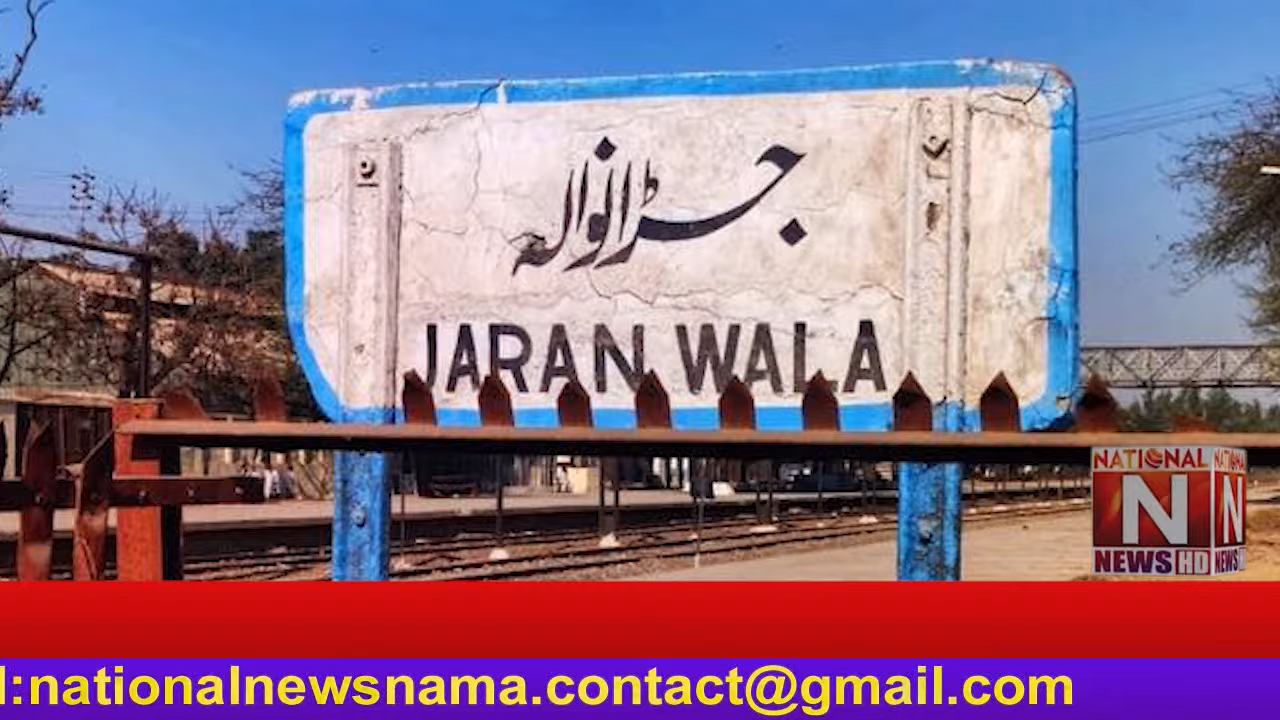 جڑانوالہ
JARAN WALA
NATIONAL
N
NEWS HD
NATIONAL
N
NEWS
l:nationalnewsnama.contact@gmail.com